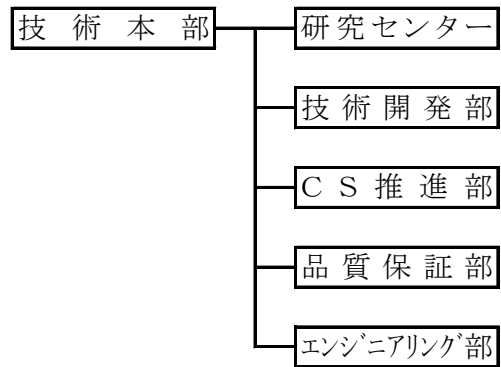 技術本部
研究センター
技術開発部
ＣＳ推進部
品質保証部
ｴﾝｼﾞﾆｱﾘﾝｸﾞ部